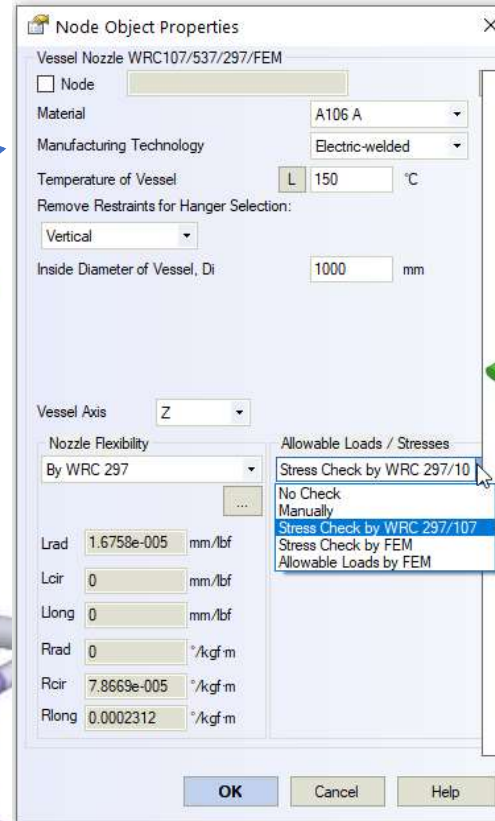 Node Object Properties
Vessel Nozzle WRC107/537/297/FEM
Node
Material A106 A
Manufacturing Technology Electric-welded
Temperature of Vessel L 150 °C
Remove Restraints for Hanger Selection:
Vertical
Inside Diameter of Vessel, Di 1000 mm
Vessel Axis Z
Nozzle Flexibility Allowable Loads / Stresses
By WRC 297 Stress Check by WRC 297/10
... No Check
Manually
Stress Check by WRC 297/107
Stress Check by FEM
Allowable Loads by FEM
Lrad 1.6758e-005 mm/lbf
Lcir 0 mm/lbf
Llong 0 mm/lbf
Rrad 0 °/kgf·m
Rcir 7.8669e-005 °/kgf·m
Rlong 0.0002312 °/kgf·m
OK Cancel Help